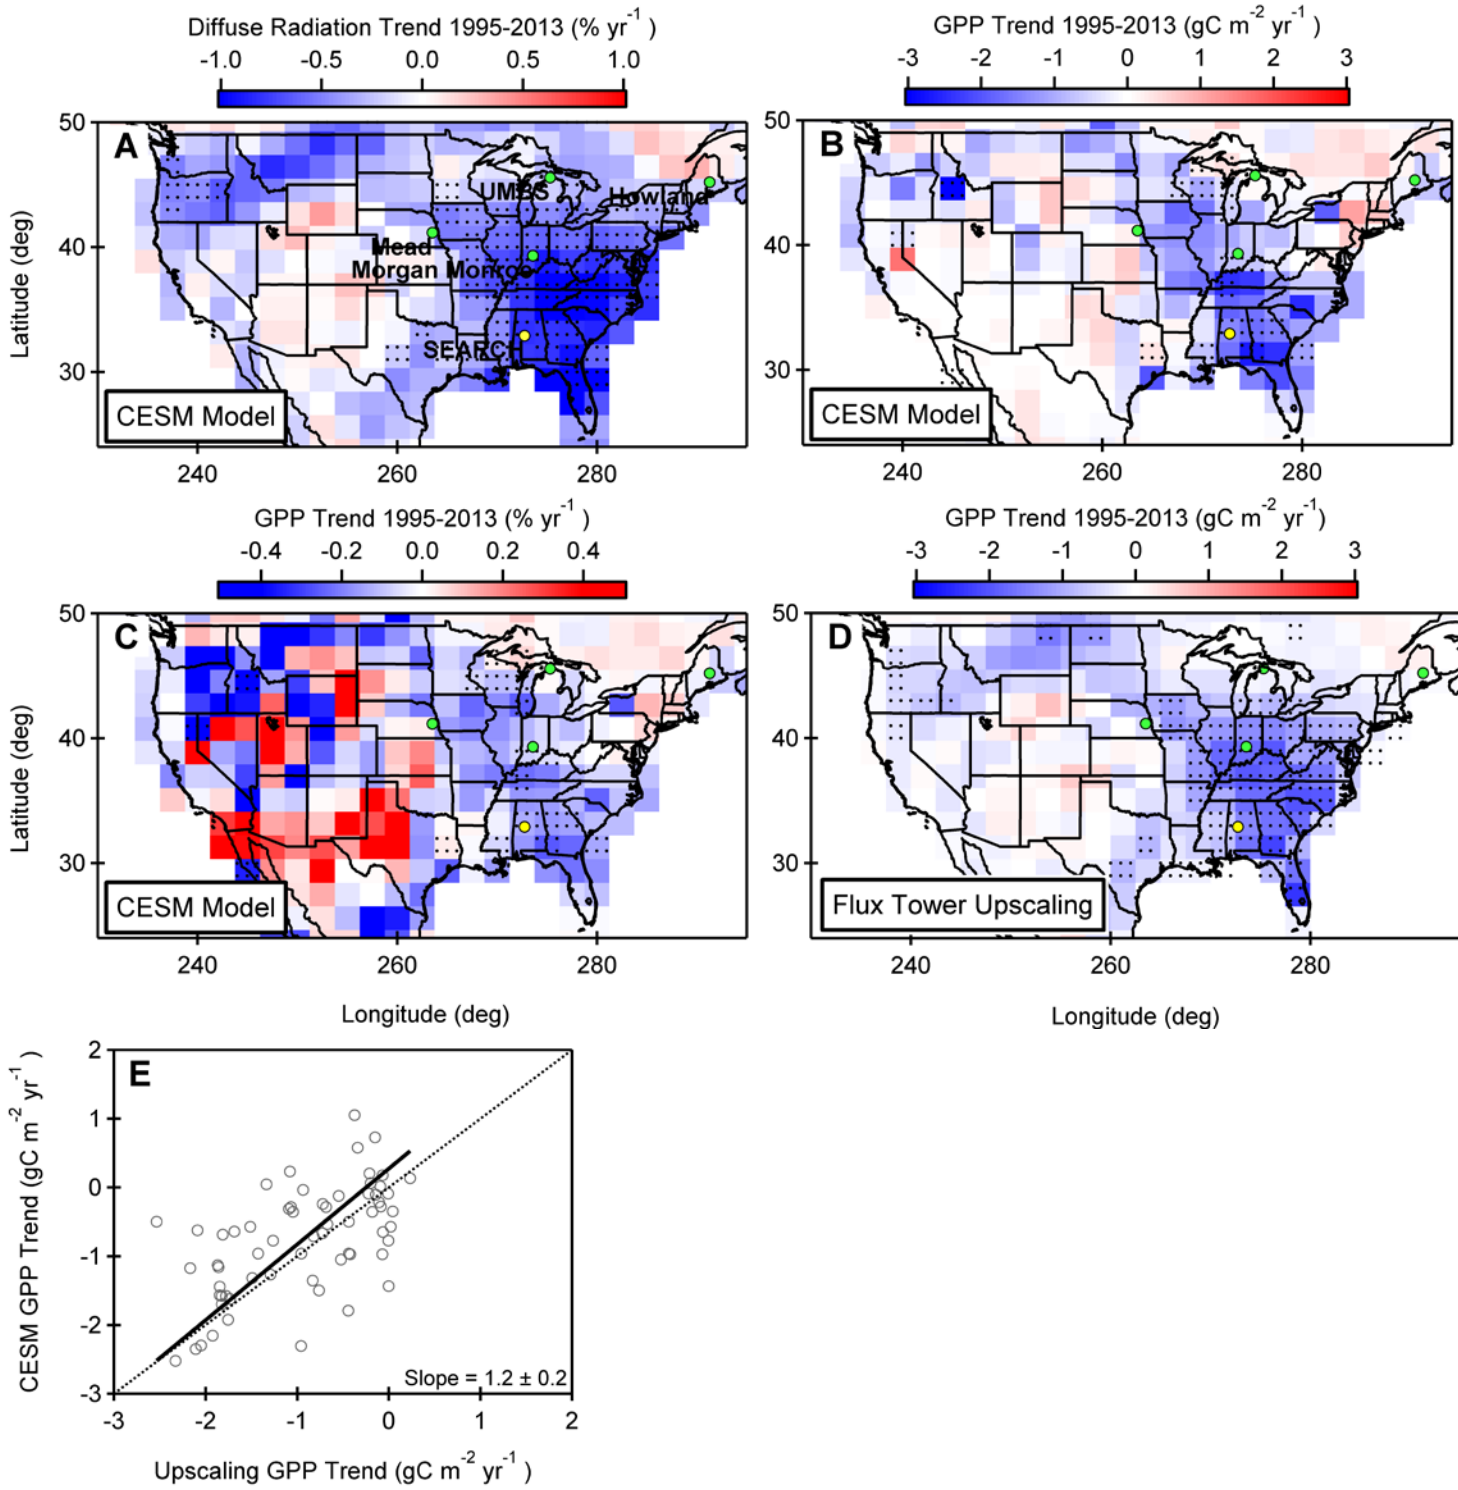 Diffuse Radiation Trend 1995-2013 (% yr⁻¹ )
-1.0 -0.5 0.0 0.5 1.0
A
50
40
30
Latitude (deg)
UMBS
Howland
Mead
Morgan Monroe
SEARCH
CESM Model
240 260 280
GPP Trend 1995-2013 (gC m⁻² yr⁻¹ )
-3 -2 -1 0 1 2 3
B
50
40
30
CESM Model
240 260 280
GPP Trend 1995-2013 (% yr⁻¹ )
-0.4 -0.2 0.0 0.2 0.4
C
50
40
30
Latitude (deg)
CESM Model
240 260 280
Longitude (deg)
GPP Trend 1995-2013 (gC m⁻² yr⁻¹)
-3 -2 -1 0 1 2 3
D
50
40
30
Flux Tower Upscaling
240 260 280
Longitude (deg)
E
2
1
0
-1
-2
-3
CESM GPP Trend (gC m⁻² yr⁻¹ )
Slope = 1.2 ± 0.2
-3 -2 -1 0 1 2
Upscaling GPP Trend (gC m⁻² yr⁻¹ )